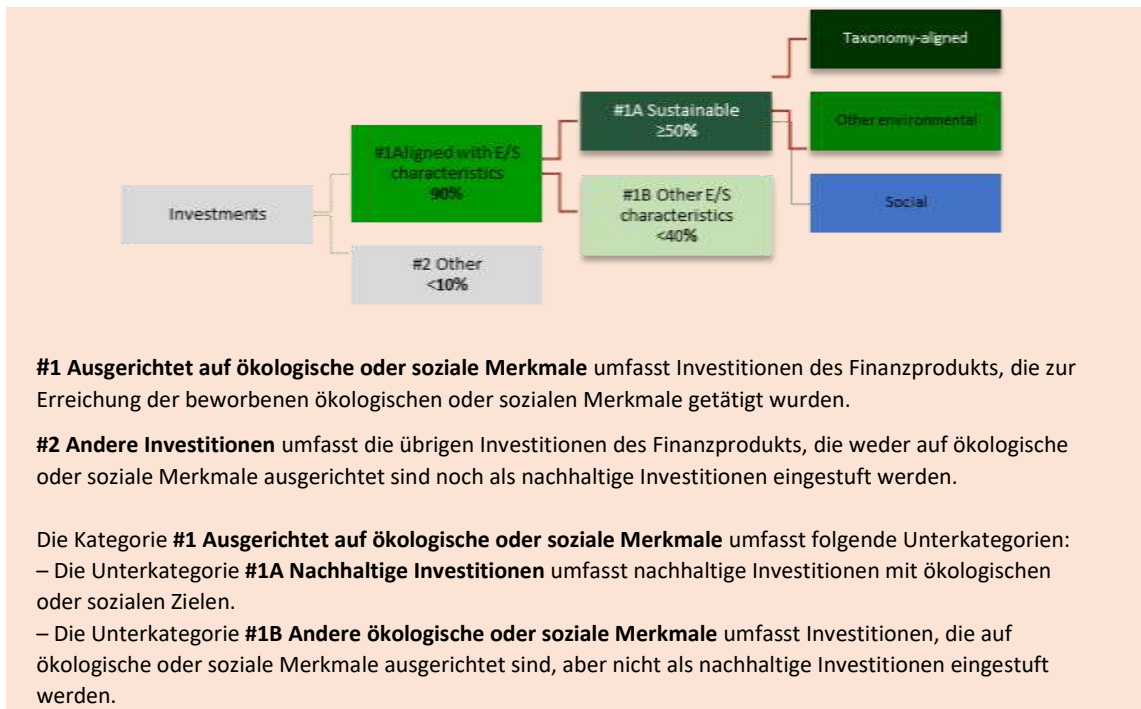 Taxonomy-aligned
#1A Sustainable
≥50%
Other environmental
#1Aligned with E/S
characteristics
90%
#1B Other E/S
characteristics
<40%
Social
Investments
#2 Other
<10%
#1 Ausgerichtet auf ökologische oder soziale Merkmale umfasst Investitionen des Finanzprodukts, die zur
Erreichung der beworbenen ökologischen oder sozialen Merkmale getätigt wurden.
#2 Andere Investitionen umfasst die übrigen Investitionen des Finanzprodukts, die weder auf ökologische
oder soziale Merkmale ausgerichtet sind noch als nachhaltige Investitionen eingestuft werden.
Die Kategorie #1 Ausgerichtet auf ökologische oder soziale Merkmale umfasst folgende Unterkategorien:
– Die Unterkategorie #1A Nachhaltige Investitionen umfasst nachhaltige Investitionen mit ökologischen
oder sozialen Zielen.
– Die Unterkategorie #1B Andere ökologische oder soziale Merkmale umfasst Investitionen, die auf
ökologische oder soziale Merkmale ausgerichtet sind, aber nicht als nachhaltige Investitionen eingestuft
werden.